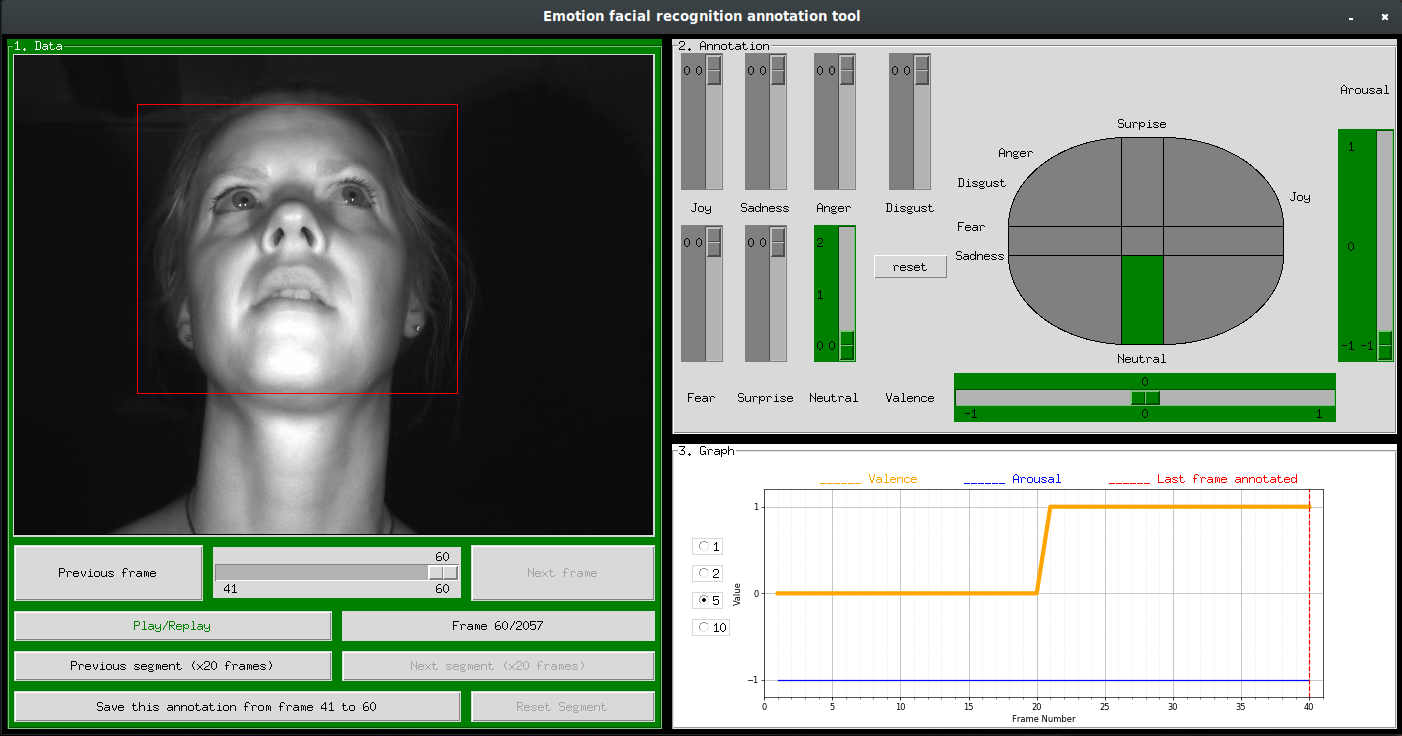 Emotion facial recognition annotation tool
1. Data
Previous frame
60
41 60
Next frame
Play/Replay
Frame 60/2057
Previous segment (x20 frames)
Next segment (x20 frames)
Save this annotation from frame 41 to 60
Reset Segment
2. Annotation
0 0
0 0
0 0
0 0
Joy
Sadness
Anger
Disgust
0 0
0 0
2
1
0 0
Fear
Surprise
Neutral
Valence
reset
Surpise
Anger
Disgust
Fear
Sadness
Joy
Neutral
Arousal
1
0
-1 -1
0
-1 0 1
3. Graph
______ Valence
______ Arousal
______ Last frame annotated
1
2
5
10
Value
1
0
−1
0 5 10 15 20 25 30 35 40
Frame Number